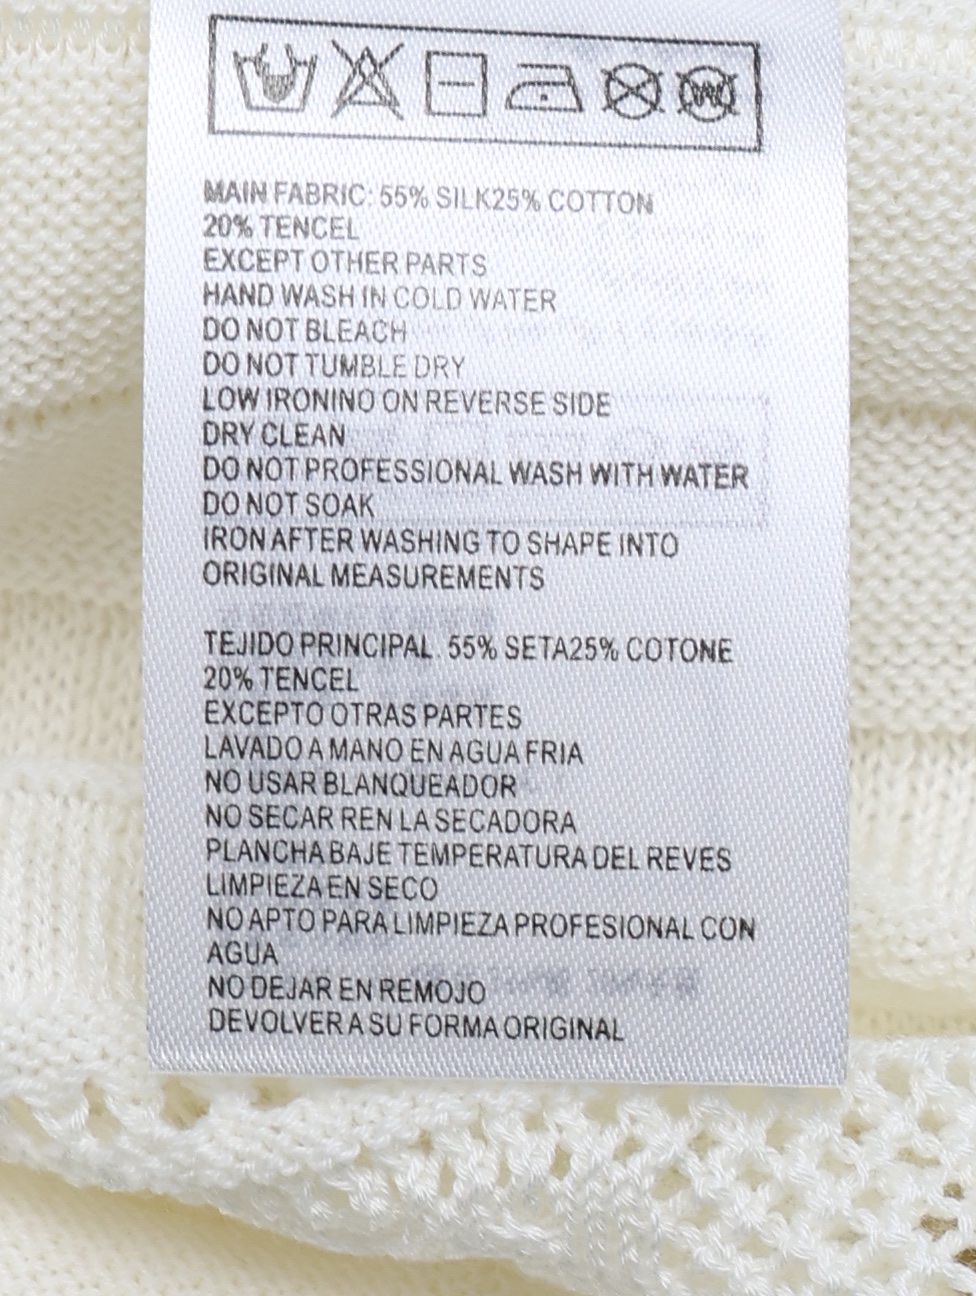 MAIN FABRIC: 55% SILK25% COTTON
20% TENCEL
EXCEPT OTHER PARTS
HAND WASH IN COLD WATER
DO NOT BLEACH
DO NOT TUMBLE DRY
LOW IRONINO ON REVERSE SIDE
DRY CLEAN
DO NOT PROFESSIONAL WASH WITH WATER
DO NOT SOAK
IRON AFTER WASHING TO SHAPE INTO
ORIGINAL MEASUREMENTS
TEJIDO PRINCIPAL. 55% SETA25% COTONE
20% TENCEL
EXCEPTO OTRAS PARTES
LAVADO A MANO EN AGUA FRIA
NO USAR BLANQUEADOR
NO SECAR REN LA SECADORA
PLANCHA BAJE TEMPERATURA DEL REVES
LIMPIEZA EN SECO
NO APTO PARA LIMPIEZA PROFESIONAL CON
AGUA
NO DEJAR EN REMOJO
DEVOLVER A SU FORMA ORIGINAL